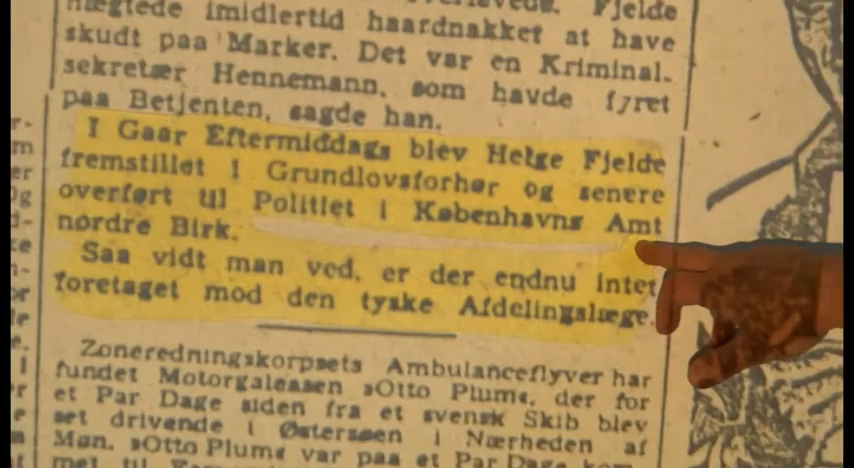 Fjelde
nægtede imidlertid haardnakket at have
skudt paa Marker. Det var en Kriminal-
sekretær Hennemann, som havde fyret
paa Betjenten, sagde han.
I Gaar Eftermiddags blev Helge Fjelde
fremstillet i Grundlovsforhør og senere
overført til Politiet i Københavns Amt
nordre Birk.
Saa vidt man ved, er der endnu intet
foretaget mod den tyske Afdelingslæge.
Zoneredningskorpsets Ambulanceflyver har
fundet Motorgaleasen »Otto Plum«, der for
et Par Dage siden fra et svensk Skib blev
set drivende i Østersøen i Nærheden af
Møn. »Otto Plum« var paa et Par Dage
met til